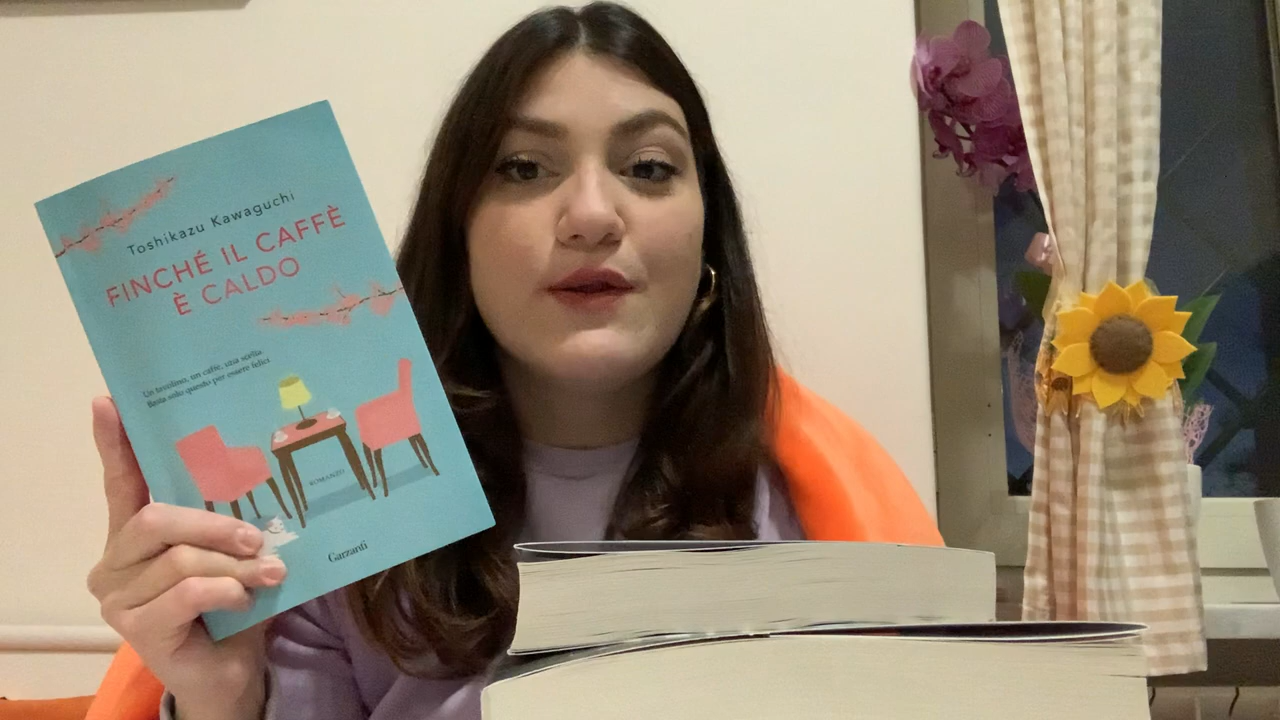 Toshikazu Kawaguchi
FINCHÉ IL CAFFÈ
È CALDO
Un tavolino, un caffè, una scelta.
Basta solo questo per essere felici
ROMANZO
Garzanti